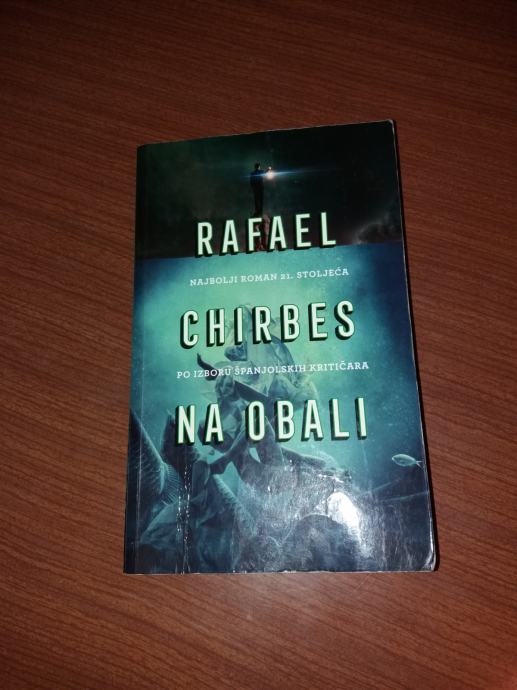 RAFAEL
NAJBOLJI ROMAN 21. STOLJEĆA
CHIRBES
PO IZBORU ŠPANJOLSKIH KRITIČARA
NA OBALI